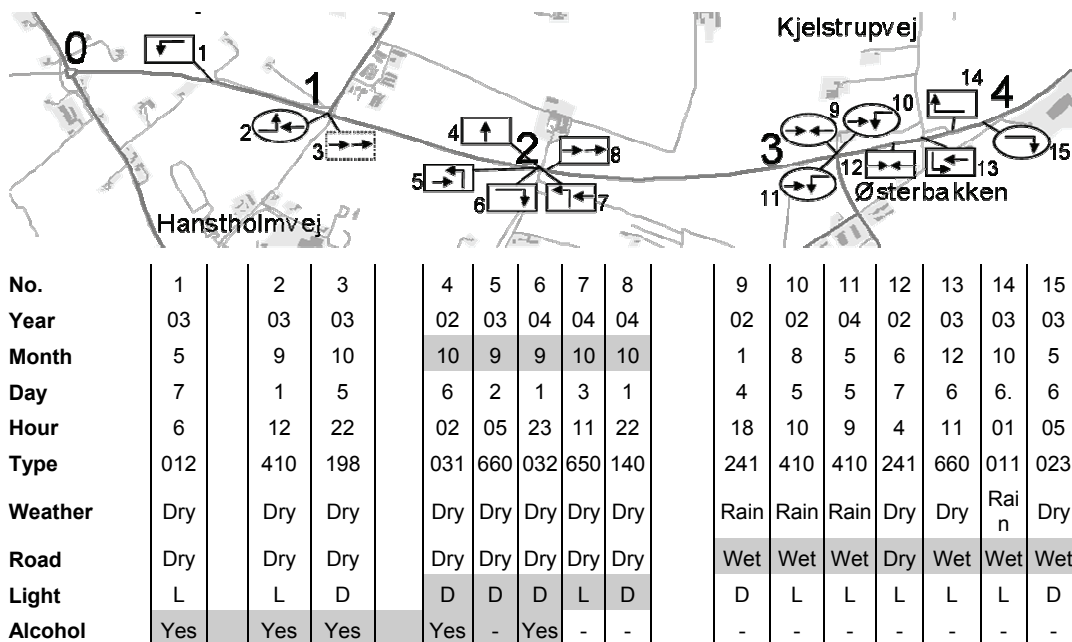 Kjelstrupvej
0 1 1 14 4
2 3 4 2 8 3 9 10 12 13 15
5 6 7 11 Østerbakken
Hanstholmvej
No. 1 2 3 4 5 6 7 8 9 10 11 12 13 14 15
Year 03 03 03 02 03 04 04 04 02 02 04 02 03 03 03
Month 5 9 10 10 9 9 10 10 1 8 5 6 12 10 5
Day 7 1 5 6 2 1 3 1 4 5 5 7 6 6. 6
Hour 6 12 22 02 05 23 11 22 18 10 9 4 11 01 05
Type 012 410 198 031 660 032 650 140 241 410 410 241 660 011 023
Weather Dry Dry Dry Dry Dry Dry Dry Dry Rain Rain Rain Dry Dry Rai n Dry
Road Dry Dry Dry Dry Dry Dry Dry Dry Wet Wet Wet Dry Wet Wet Wet
Light L L D D D D L D D L L L L L D
Alcohol Yes Yes Yes Yes - Yes - - - - - - - - -